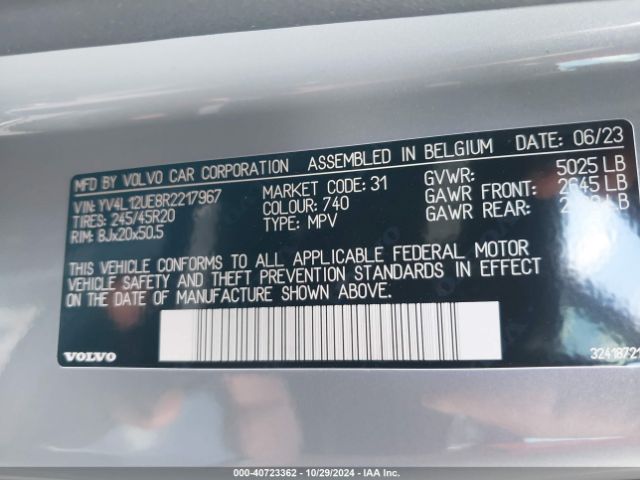 MFD BY VOLVO CAR CORPORATION ASSEMBLED IN BELGIUM DATE: 06/23
VIN: YV4L12UE8R2217967 MARKET CODE: 31 GVWR: 5025 LB
TIRES: 245/45R20 COLOUR: 740 GAWR FRONT: 2645 LB
RIM: 8Jx20x50.5 TYPE: MPV GAWR REAR: LB
THIS VEHICLE CONFORMS TO ALL APPLICABLE FEDERAL MOTOR
VEHICLE SAFETY AND THEFT PREVENTION STANDARDS IN EFFECT
ON THE DATE OF MANUFACTURE SHOWN ABOVE.
VOLVO
000-40723362 - 10/29/2024 - IAA Inc. (C) Copyright